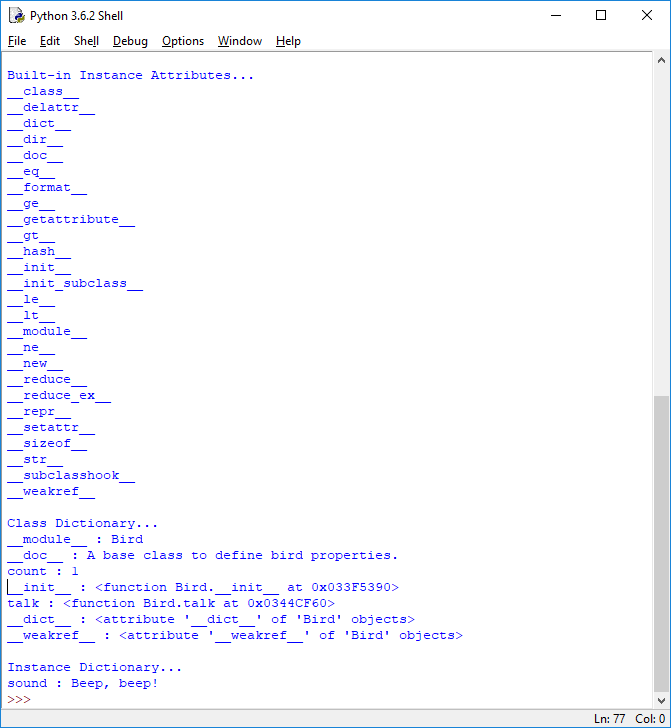 Python 3.6.2 Shell
File Edit Shell Debug Options Window Help
Built-in Instance Attributes...
__class__
__delattr__
__dict__
__dir__
__doc__
__eq__
__format__
__ge__
__getattribute__
__gt__
__hash__
__init__
__init_subclass__
__le__
__lt__
__module__
__ne__
__new__
__reduce__
__reduce_ex__
__repr__
__setattr__
__sizeof__
__str__
__subclasshook__
__weakref__
Class Dictionary...
__module__ : Bird
__doc__ : A base class to define bird properties.
count : 1
__init__ : <function Bird.__init__ at 0x033F5390>
talk : <function Bird.talk at 0x0344CF60>
__dict__ : <attribute '__dict__' of 'Bird' objects>
__weakref__ : <attribute '__weakref__' of 'Bird' objects>
Instance Dictionary...
sound : Beep, beep!
>>>
Ln: 77 Col: 0